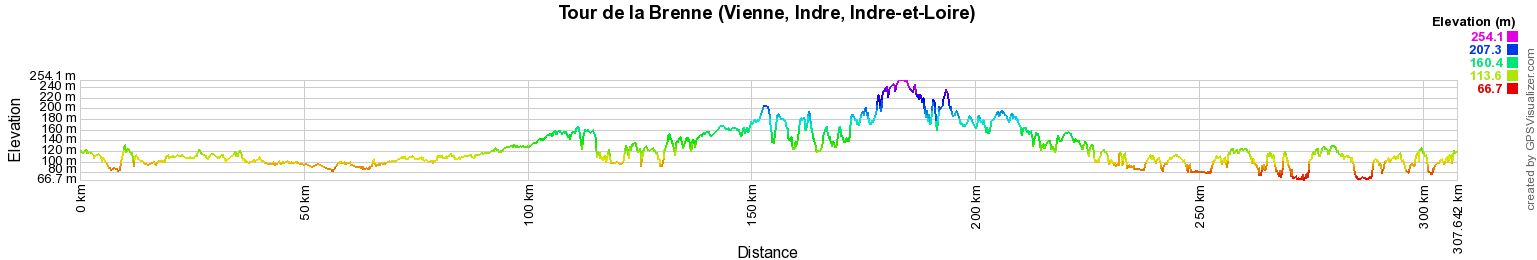 Tour de la Brenne (Vienne, Indre, Indre-et-Loire)
Elevation (m)
254.1
207.3
160.4
113.6
66.7
Elevation
254.1 m
240 m
220 m
200 m
180 m
160 m
140 m
120 m
100 m
80 m
66.7 m
0 km
50 km
100 km
150 km
200 km
250 km
300 km
307.642 km
Distance
created by GPSVisualizer.com